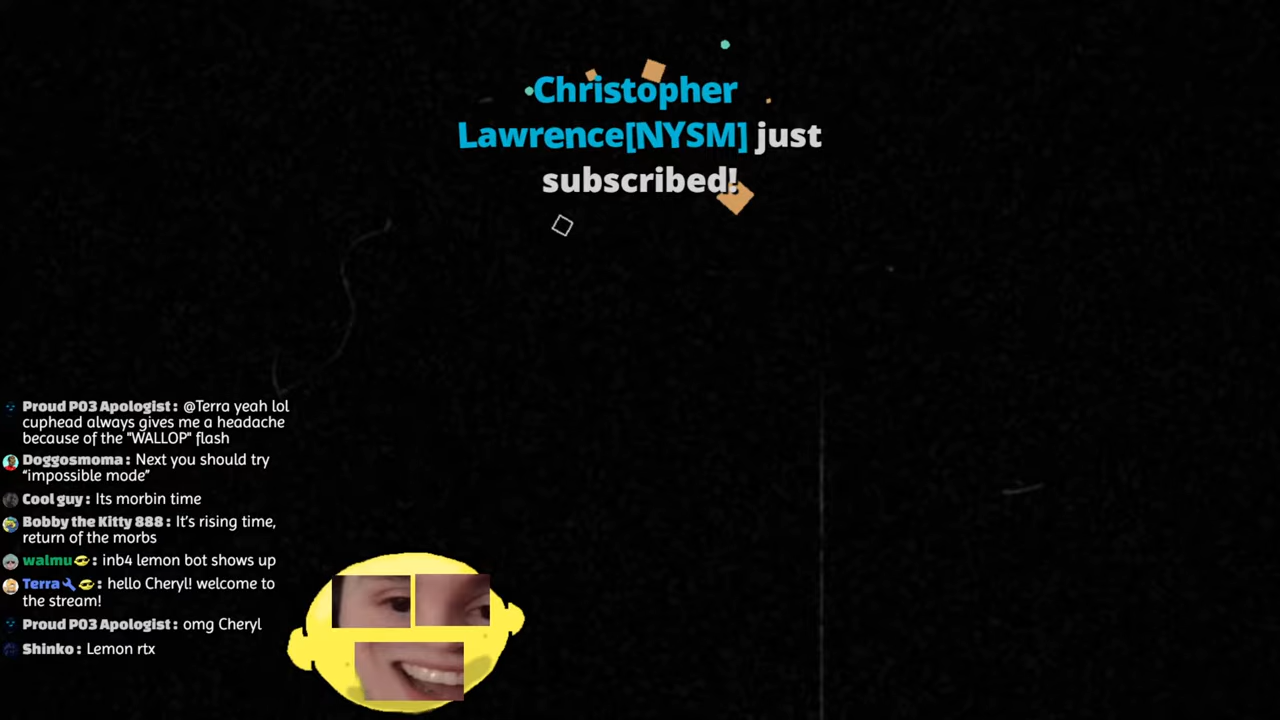 Christopher
Lawrence[NYSM] just
subscribed!
Proud P03 Apologist : @Terra yeah lol
cuphead always gives me a headache
because of the "WALLOP" flash
Doggosmoma : Next you should try
“impossible mode”
Cool guy : Its morbin time
Bobby the Kitty 888 : It’s rising time,
return of the morbs
walmu : inb4 lemon bot shows up
Terra : hello Cheryl! welcome to
the stream!
Proud P03 Apologist : omg Cheryl
Shinko : Lemon rtx